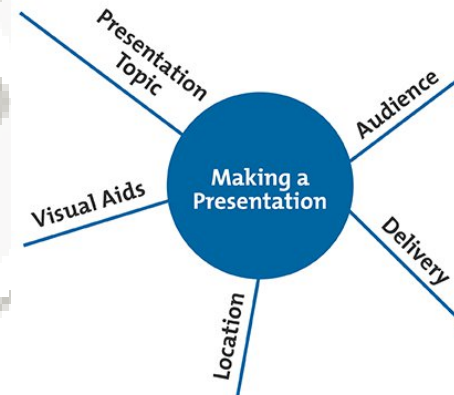 Presentation
Topic
Audience
Making a
Presentation
Visual Aids
Delivery
Location